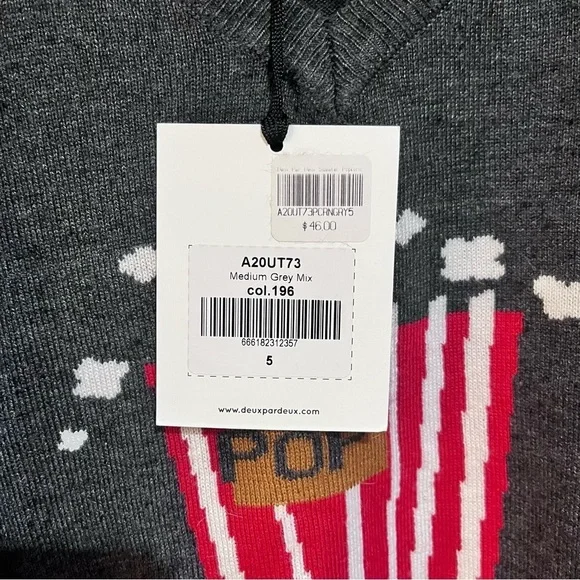 A20UT73PCRNGRY5
$46.00
A20UT73
Medium Grey Mix
col.196
666182312357
5
www.deuxpardeux.com
POP